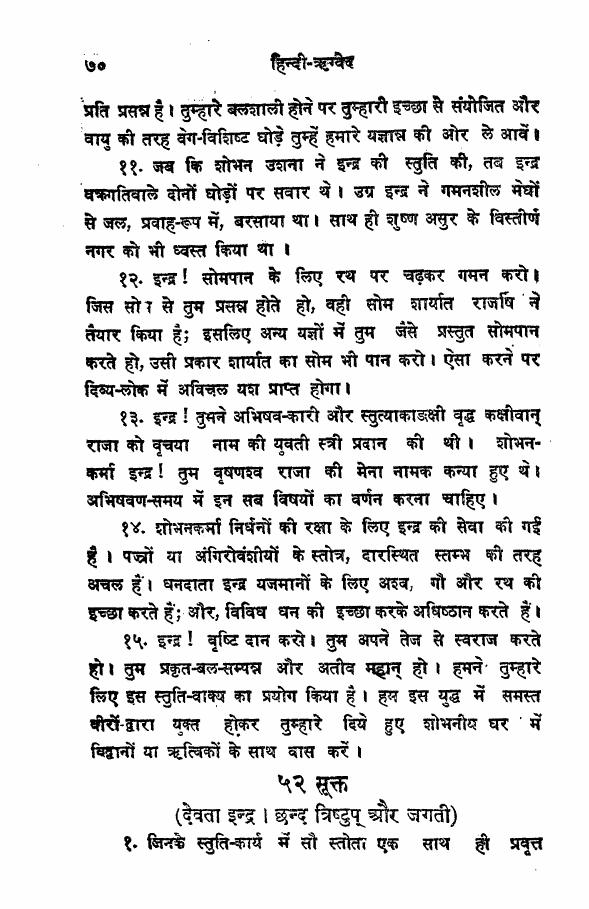 ७०
हिन्दी-ऋग्वेद
प्रति प्रसन्न है। तुम्हारे बलशाली होने पर तुम्हारी इच्छा से संयोजित और
वायु की तरह वेग-विशिष्ट घोड़े तुम्हें हमारे यज्ञान्न की ओर ले आवें।
११. जब कि शोभन उशना ने इन्द्र की स्तुति की, तब इन्द्र
वक्रगतिवाले दोनों घोड़ों पर सवार थे। उग्र इन्द्र ने गमनशील मेघों
से जल, प्रवाह-रूप में, बरसाया था। साथ ही शुष्ण असुर के विस्तीर्ण
नगर को भी ध्वस्त किया था ।
१२. इन्द्र! सोमपान के लिए रथ पर चढ़कर गमन करो।
जिस सो से तुम प्रसन्न होते हो, वही सोम शार्यात राजर्षि ने
तैयार किया है; इसलिए अन्य यज्ञों में तुम जैसे प्रस्तुत सोमपान
करते हो, उसी प्रकार शार्यात का सोम भी पान करो। ऐसा करने पर
दिव्य-लोक में अविचल यश प्राप्त होगा।
१३. इन्द्र! तुमने अभिषव-कारी और स्तुत्याकाङक्षी वृद्ध कक्षीवान्
राजा को वृचया नाम की युवती स्त्री प्रदान की थी। शोभन-
कर्मा इन्द्र! तुम वृषणश्व राजा की मेना नामक कन्या हुए थे।
अभिषवण-समय में इन सब विषयों का वर्णन करना चाहिए।
१४. शोभनकर्मा निर्धनों की रक्षा के लिए इन्द्र की सेवा की गई
है। पज्रों या अंगिरोवंशीयों के स्तोत्र, दारस्थित स्तम्भ की तरह
अचल हैं। धनदाता इन्द्र यजमानों के लिए अश्व, गौ और रथ की
इच्छा करते हैं; और, विविध धन की इच्छा करके अधिष्ठान करते हैं।
१५. इन्द्र! वृष्टि दान करो। तुम अपने तेज से स्वराज करते
हो। तुम प्रकृत-बल-सम्पन्न और अतीव महान् हो। हमने तुम्हारे
लिए इस स्तुति-वाक्य का प्रयोग किया है। हम इस युद्ध में समस्त
वीरों-द्वारा युक्त होकर तुम्हारे दिये हुए शोभनीय घर में
विद्वानों या ऋत्विकों के साथ वास करें।
५२ सूक्त
(देवता इन्द्र। छन्द त्रिष्टुप् और जगती)
१. जिनके स्तुति-कार्य में सौ स्तोता एक साथ ही प्रवृत्त